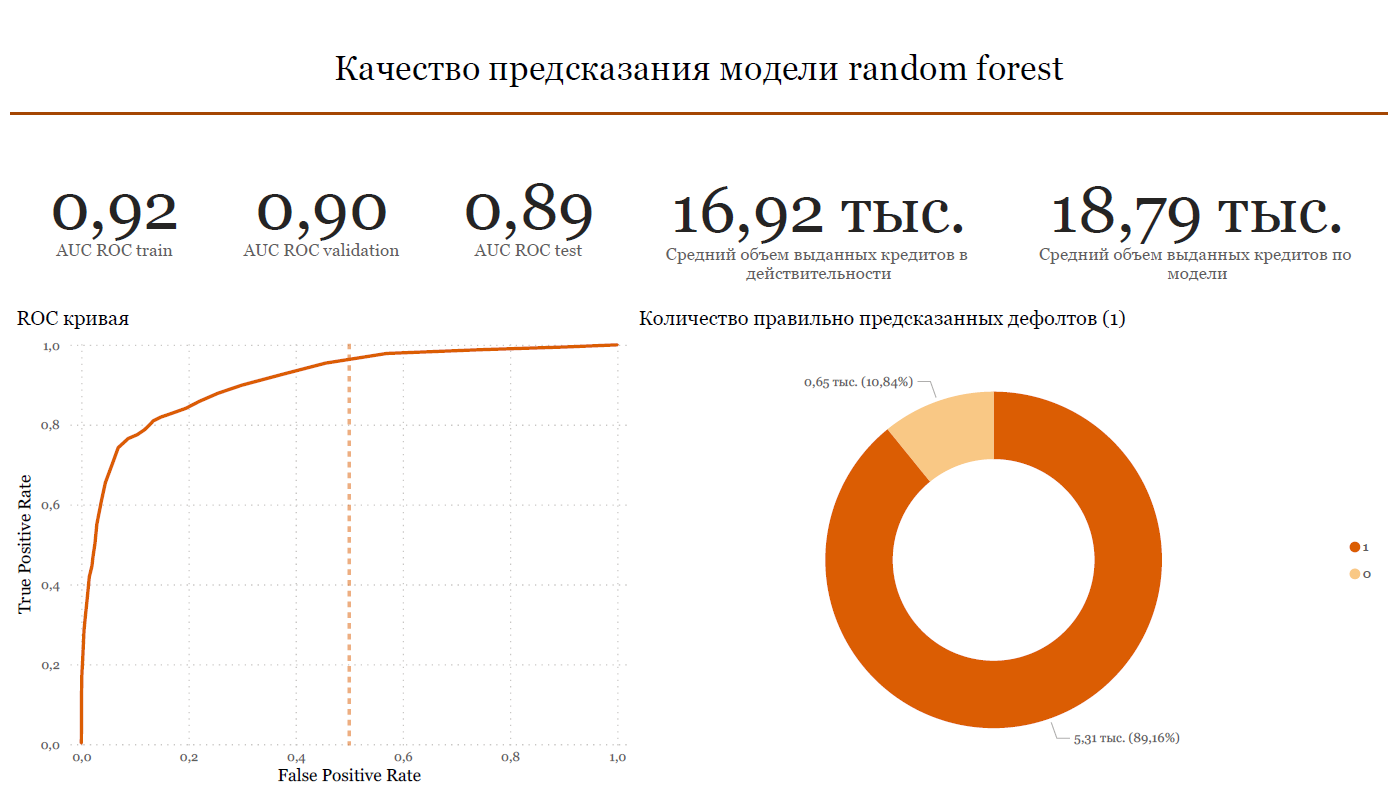 Качество предсказания модели random forest
0,92
AUC ROC train
0,90
AUC ROC validation
0,89
AUC ROC test
16,92 тыс.
Средний объем выданных кредитов в
действительности
18,79 тыс.
Средний объем выданных кредитов по
модели
ROC кривая
True Positive Rate
1,0
0,8
0,6
0,4
0,2
0,0
0,0 0,2 0,4 0,6 0,8 1,0
False Positive Rate
Количество правильно предсказанных дефолтов (1)
0,65 тыс. (10,84%)
5,31 тыс. (89,16%)
1
0